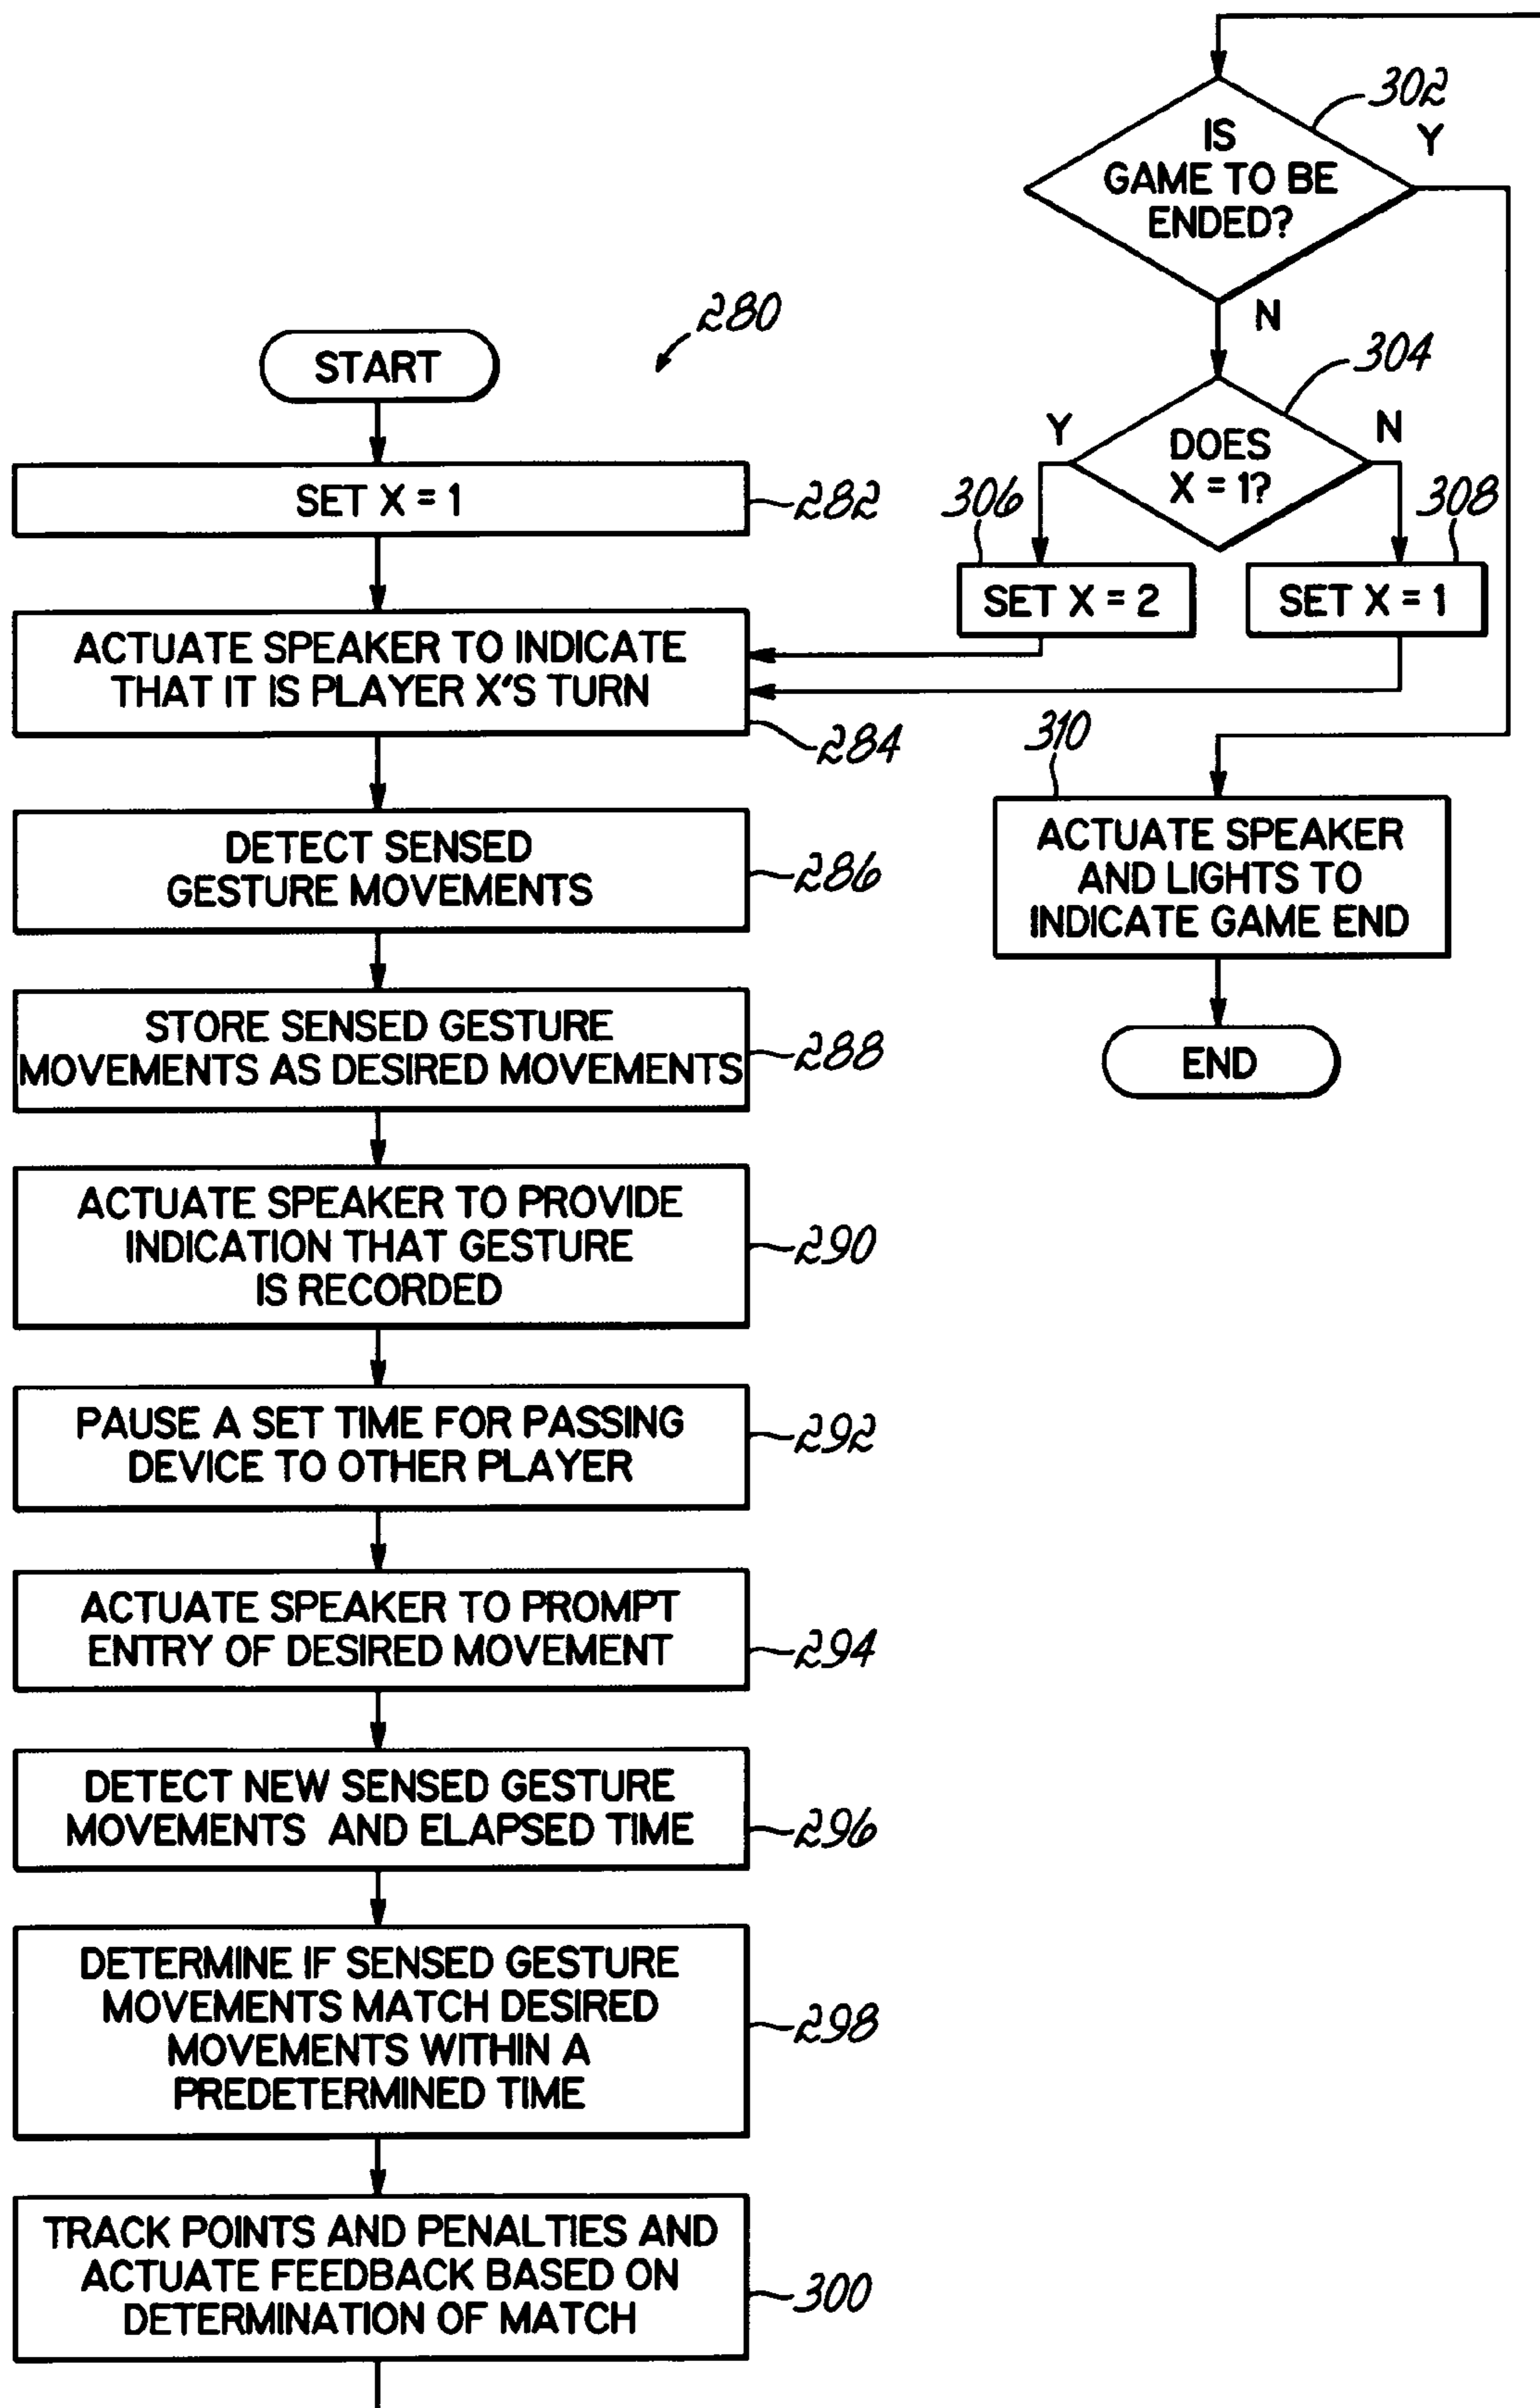 280
START
SET X = 1
282
ACTUATE SPEAKER TO INDICATE
THAT IT IS PLAYER X'S TURN
284
DETECT SENSED
GESTURE MOVEMENTS
286
STORE SENSED GESTURE
MOVEMENTS AS DESIRED MOVEMENTS
288
ACTUATE SPEAKER TO PROVIDE
INDICATION THAT GESTURE
IS RECORDED
290
PAUSE A SET TIME FOR PASSING
DEVICE TO OTHER PLAYER
292
ACTUATE SPEAKER TO PROMPT
ENTRY OF DESIRED MOVEMENT
294
DETECT NEW SENSED GESTURE
MOVEMENTS AND ELAPSED TIME
296
DETERMINE IF SENSED GESTURE
MOVEMENTS MATCH DESIRED
MOVEMENTS WITHIN A
PREDETERMINED TIME
298
TRACK POINTS AND PENALTIES AND
ACTUATE FEEDBACK BASED ON
DETERMINATION OF MATCH
300
302
IS
GAME TO BE
ENDED?
Y
N
304
DOES
X = 1?
Y
N
306
SET X = 2
308
SET X = 1
310
ACTUATE SPEAKER
AND LIGHTS TO
INDICATE GAME END
END